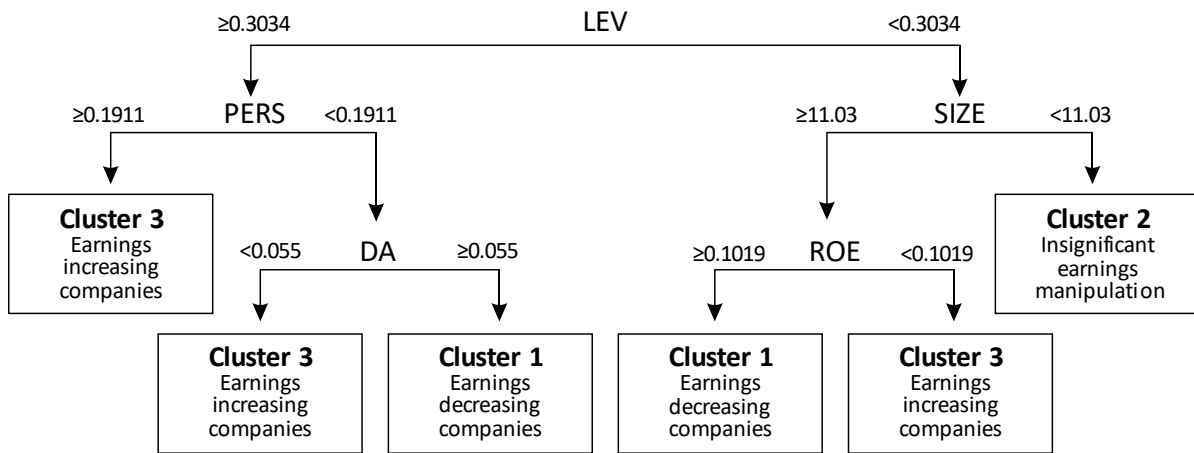 ≥0.3034 LEV <0.3034
≥0.1911 PERS <0.1911 ≥11.03 SIZE <11.03
Cluster 3
Earnings
increasing
companies
Cluster 2
Insignificant
earnings
manipulation
<0.055 DA ≥0.055 ≥0.1019 ROE <0.1019
Cluster 3
Earnings
increasing
companies
Cluster 1
Earnings
decreasing
companies
Cluster 1
Earnings
decreasing
companies
Cluster 3
Earnings
increasing
companies